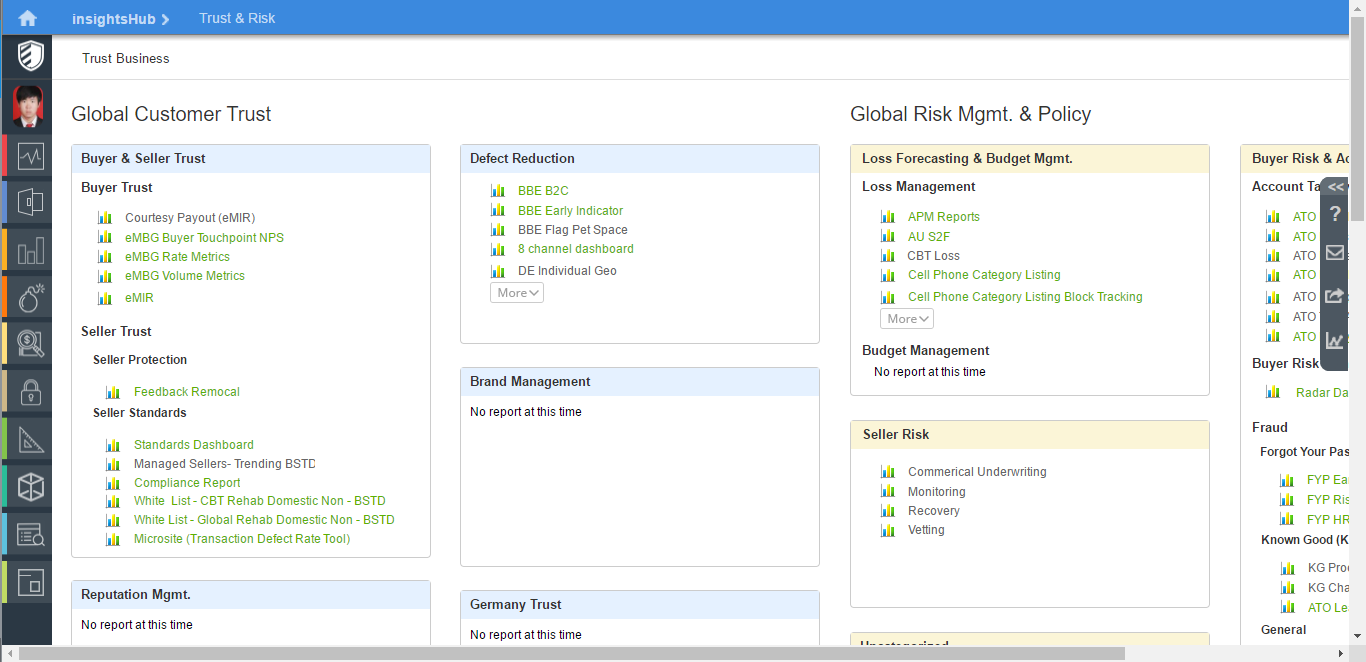 insightsHub
Trust & Risk
Trust Business
Global Customer Trust
Buyer & Seller Trust
Buyer Trust
Courtesy Payout (eMIR)
eMBG Buyer Touchpoint NPS
eMBG Rate Metrics
eMBG Volume Metrics
eMIR
Seller Trust
Seller Protection
Feedback Remocal
Seller Standards
Standards Dashboard
Managed Sellers- Trending BSTD
Compliance Report
White List - CBT Rehab Domestic Non - BSTD
White List - Global Rehab Domestic Non - BSTD
Microsite (Transaction Defect Rate Tool)
Reputation Mgmt.
No report at this time
Defect Reduction
BBE B2C
BBE Early Indicator
BBE Flag Pet Space
8 channel dashboard
DE Individual Geo
More
Brand Management
No report at this time
Germany Trust
No report at this time
Global Risk Mgmt. & Policy
Loss Forecasting & Budget Mgmt.
Loss Management
APM Reports
AU S2F
CBT Loss
Cell Phone Category Listing
Cell Phone Category Listing Block Tracking
More
Budget Management
No report at this time
Seller Risk
Commerical Underwriting
Monitoring
Recovery
Vetting
Uncategorized
Buyer Risk & Ac
Account Ta
<<
ATO
ATO
ATO
ATO
ATO
ATO
ATO
?
Buyer Risk
Radar Da
Fraud
Forgot Your Pas
FYP Ea
FYP Ris
FYP HR
Known Good (K
KG Pro
KG Cha
ATO Le
General